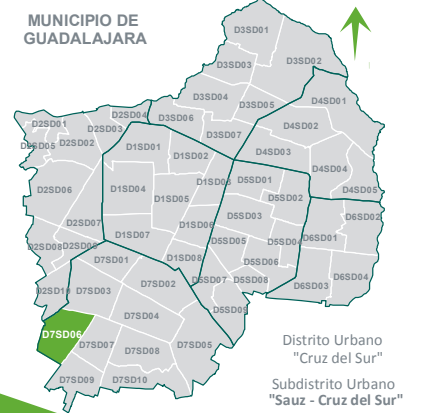 MUNICIPIO DE
GUADALAJARA
D3SD01
D3SD02
D3SD03
D3SD04
D3SD05
D3SD06
D3SD07
D4SD01
D4SD02
D4SD03
D4SD04
D4SD05
D2SD01
D2SD04
D2SD03
D2SD05
D2SD02
D2SD06
D2SD07
D2SD08
D2SD09
D2SD10
D1SD01
D1SD02
D1SD03
D1SD04
D1SD05
D1SD06
D1SD07
D1SD08
D5SD01
D5SD02
D5SD03
D5SD04
D5SD05
D5SD06
D5SD07
D5SD08
D5SD09
D6SD01
D6SD02
D6SD03
D6SD04
D7SD01
D7SD02
D7SD03
D7SD04
D7SD05
D7SD06
D7SD07
D7SD08
D7SD09
D7SD10
Distrito Urbano
"Cruz del Sur"
Subdistrito Urbano
"Sauz - Cruz del Sur"